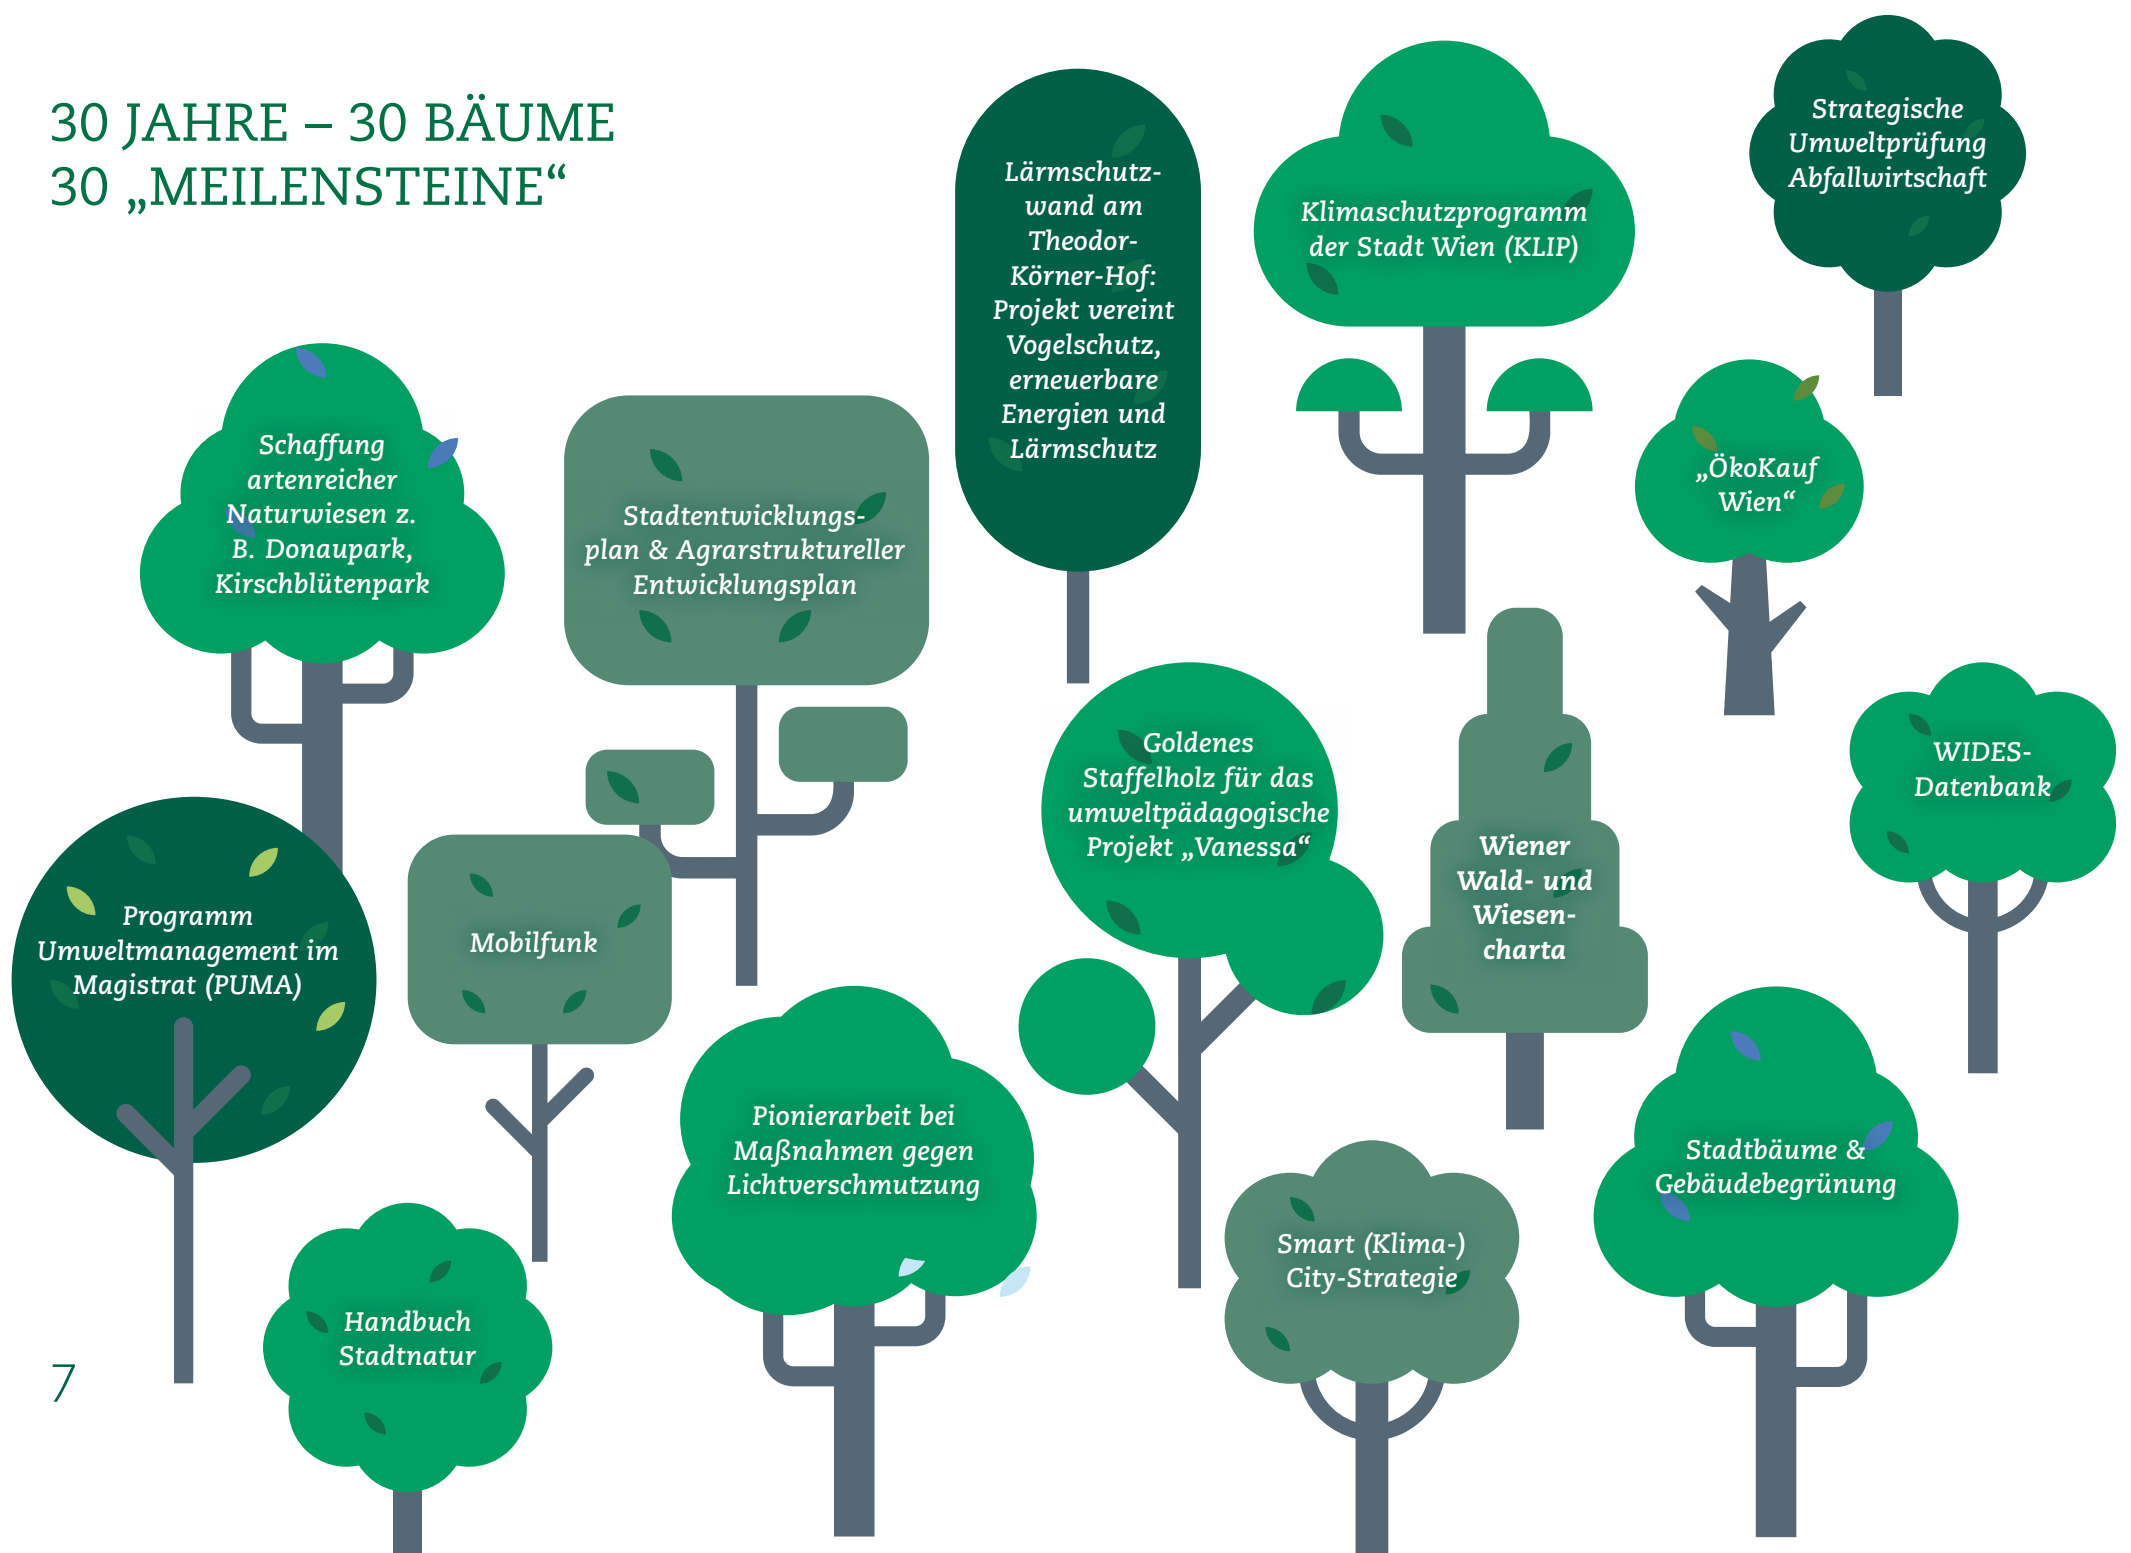 30 JAHRE – 30 BÄUME
30 „MEILENSTEINE“
Lärmschutz-
wand am
Theodor-
Körner-Hof:
Projekt vereint
Vogelschutz,
erneuerbare
Energien und
Lärmschutz
Klimaschutzprogramm
der Stadt Wien (KLIP)
Strategische
Umweltprüfung
Abfallwirtschaft
Schaffung
artenreicher
Naturwiesen z.
B. Donaupark,
Kirschblütenpark
Stadtentwicklungs-
plan & Agrarstruktureller
Entwicklungsplan
„ÖkoKauf
Wien“
Goldenes
Staffelholz für das
umweltpädagogische
Projekt „Vanessa“
Wiener
Wald- und
Wiesen-
charta
WIDES-
Datenbank
Programm
Umweltmanagement im
Magistrat (PUMA)
Mobilfunk
Pionierarbeit bei
Maßnahmen gegen
Lichtverschmutzung
Stadtbäume &
Gebäudebegrünung
Smart (Klima-)
City-Strategie
Handbuch
Stadtnatur
7